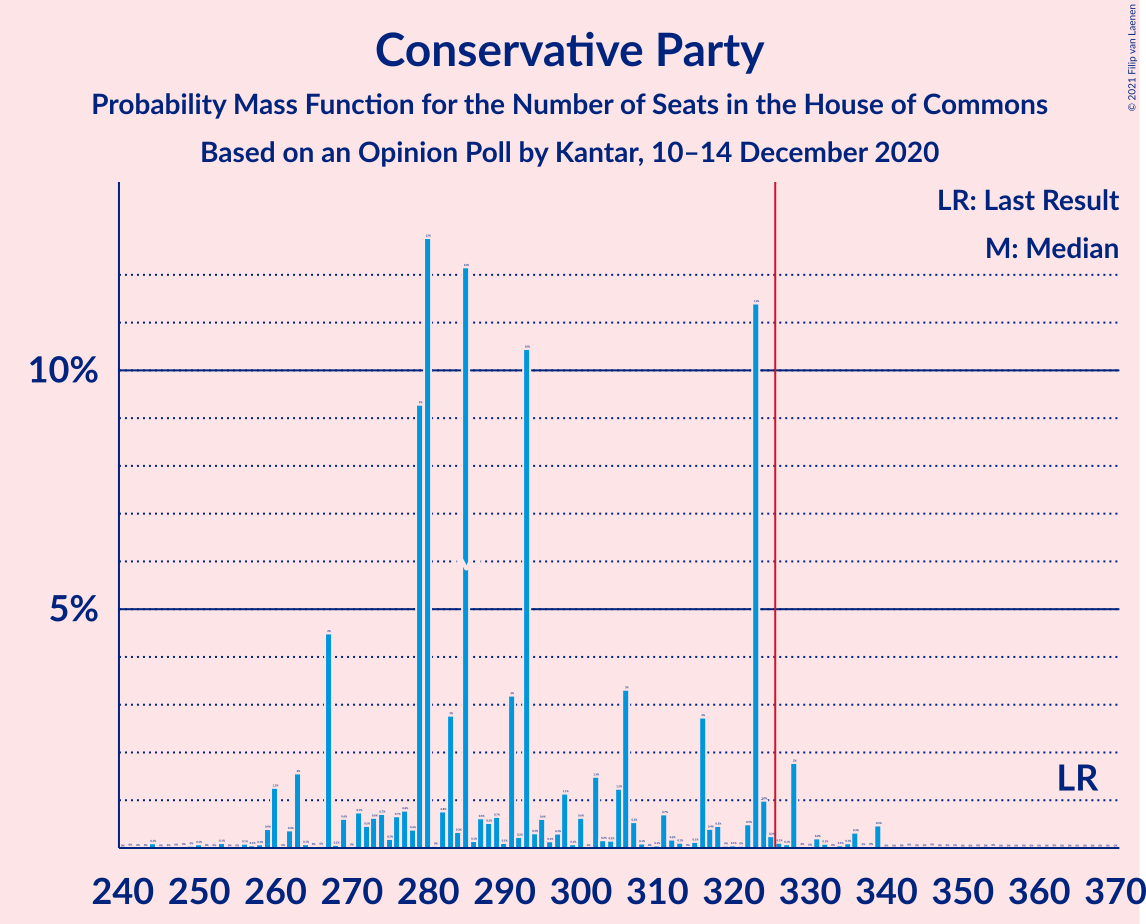 Conservative Party
Probability Mass Function for the Number of Seats in the House of Commons
Based on an Opinion Poll by Kantar, 10–14 December 2020
© 2021 Filip van Laenen
LR: Last Result
M: Median
10%
5%
LR
240 250 260 270 280 290 300 310 320 330 340 350 360 370